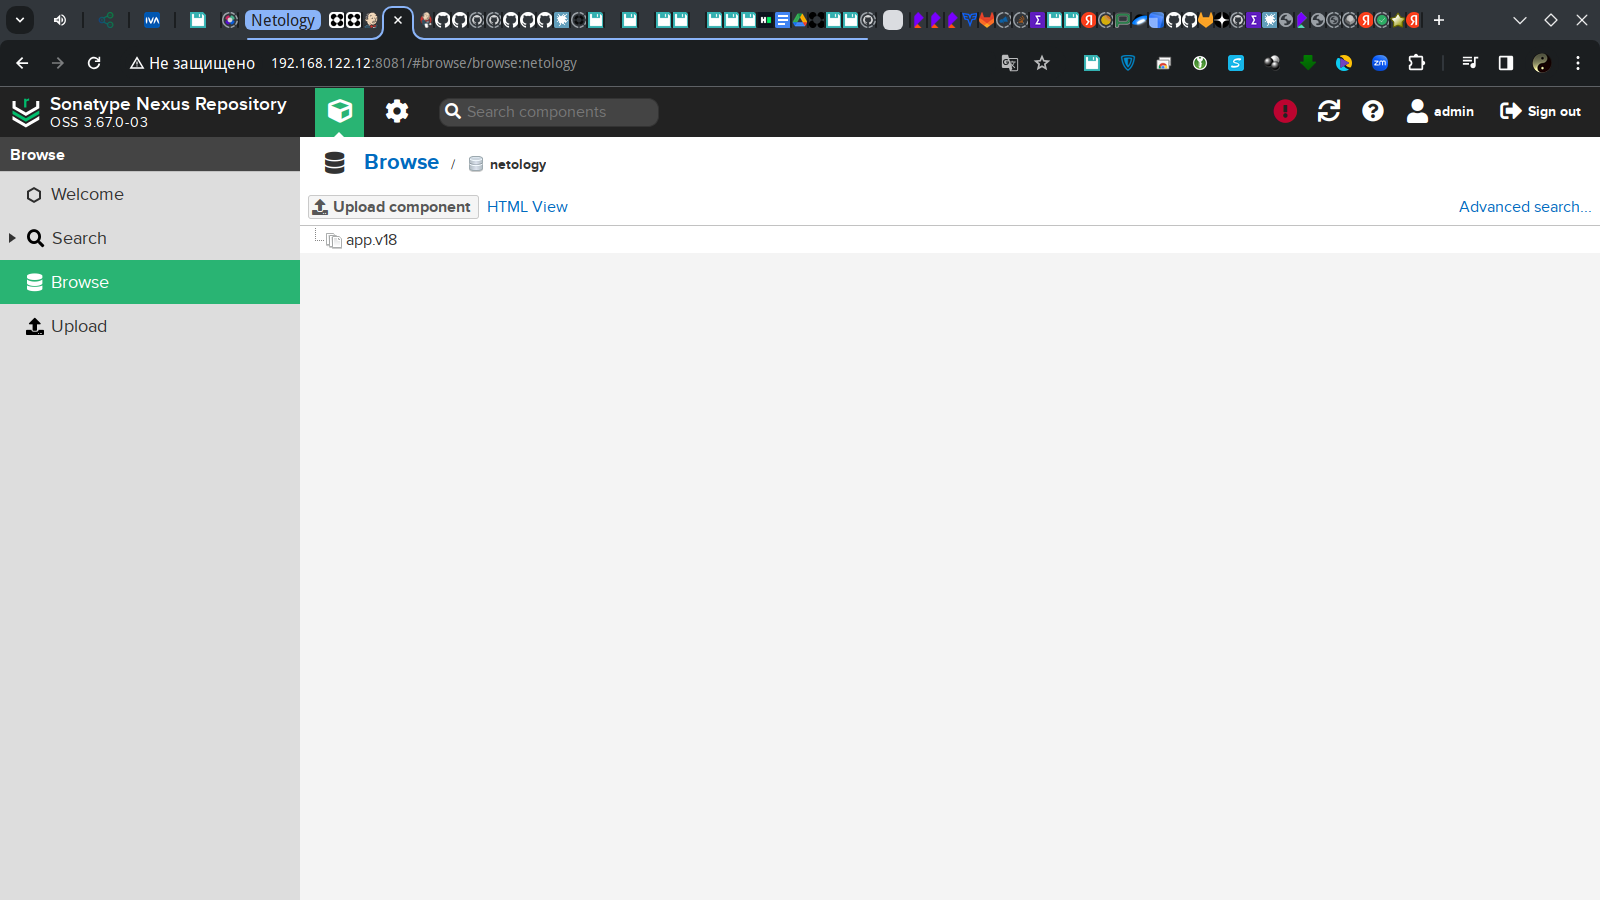 Netology
Не защищено 192.168.122.12:8081/#browse/browse:netology
Sonatype Nexus Repository
OSS 3.67.0-03
Search components
admin
Sign out
Browse
Welcome
Search
Browse
Upload
Browse / netology
Upload component
HTML View
Advanced search...
app.v18